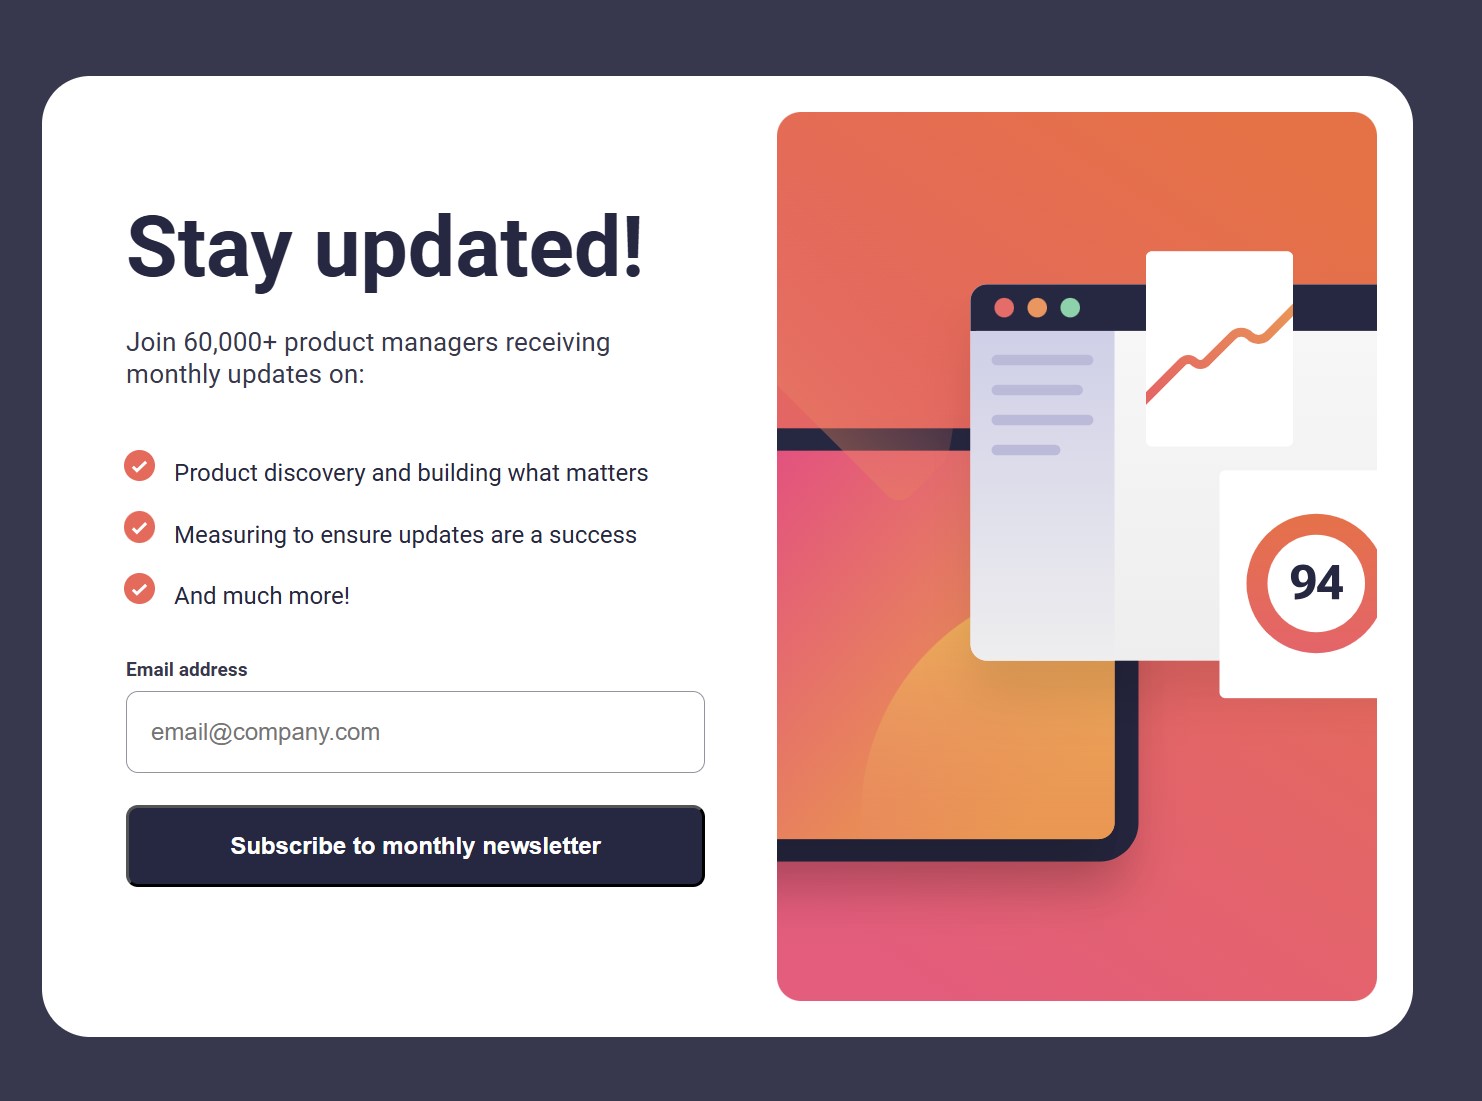 Stay updated!
Join 60,000+ product managers receiving
monthly updates on:
Product discovery and building what matters
Measuring to ensure updates are a success
And much more!
Email address
email@company.com
Subscribe to monthly newsletter
94